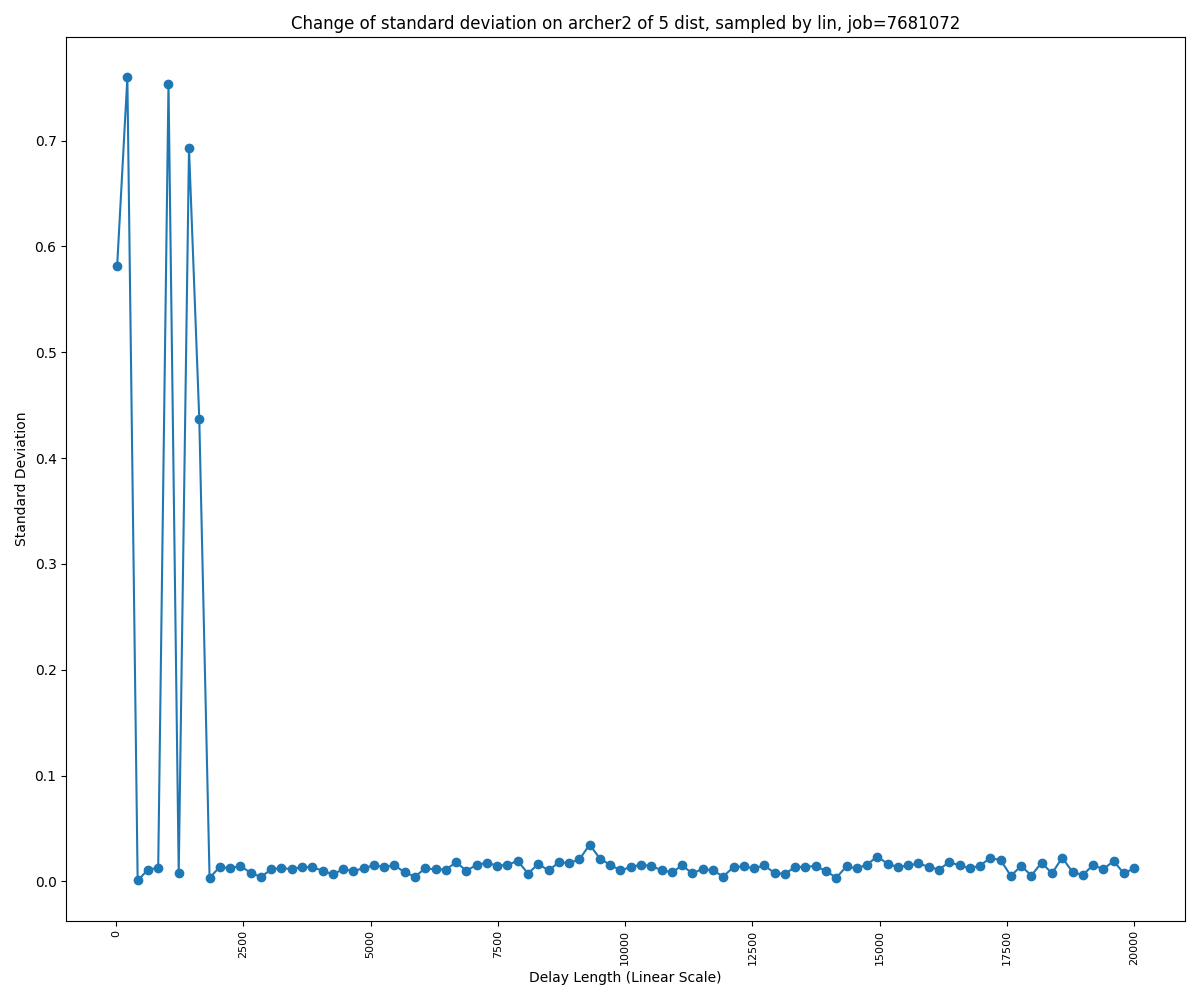 Change of standard deviation on archer2 of 5 dist, sampled by lin, job=7681072
0.7
0.6
0.5
0.4
0.3
0.2
0.1
0.0
Standard Deviation
0 2500 5000 7500 10000 12500 15000 17500 20000
Delay Length (Linear Scale)